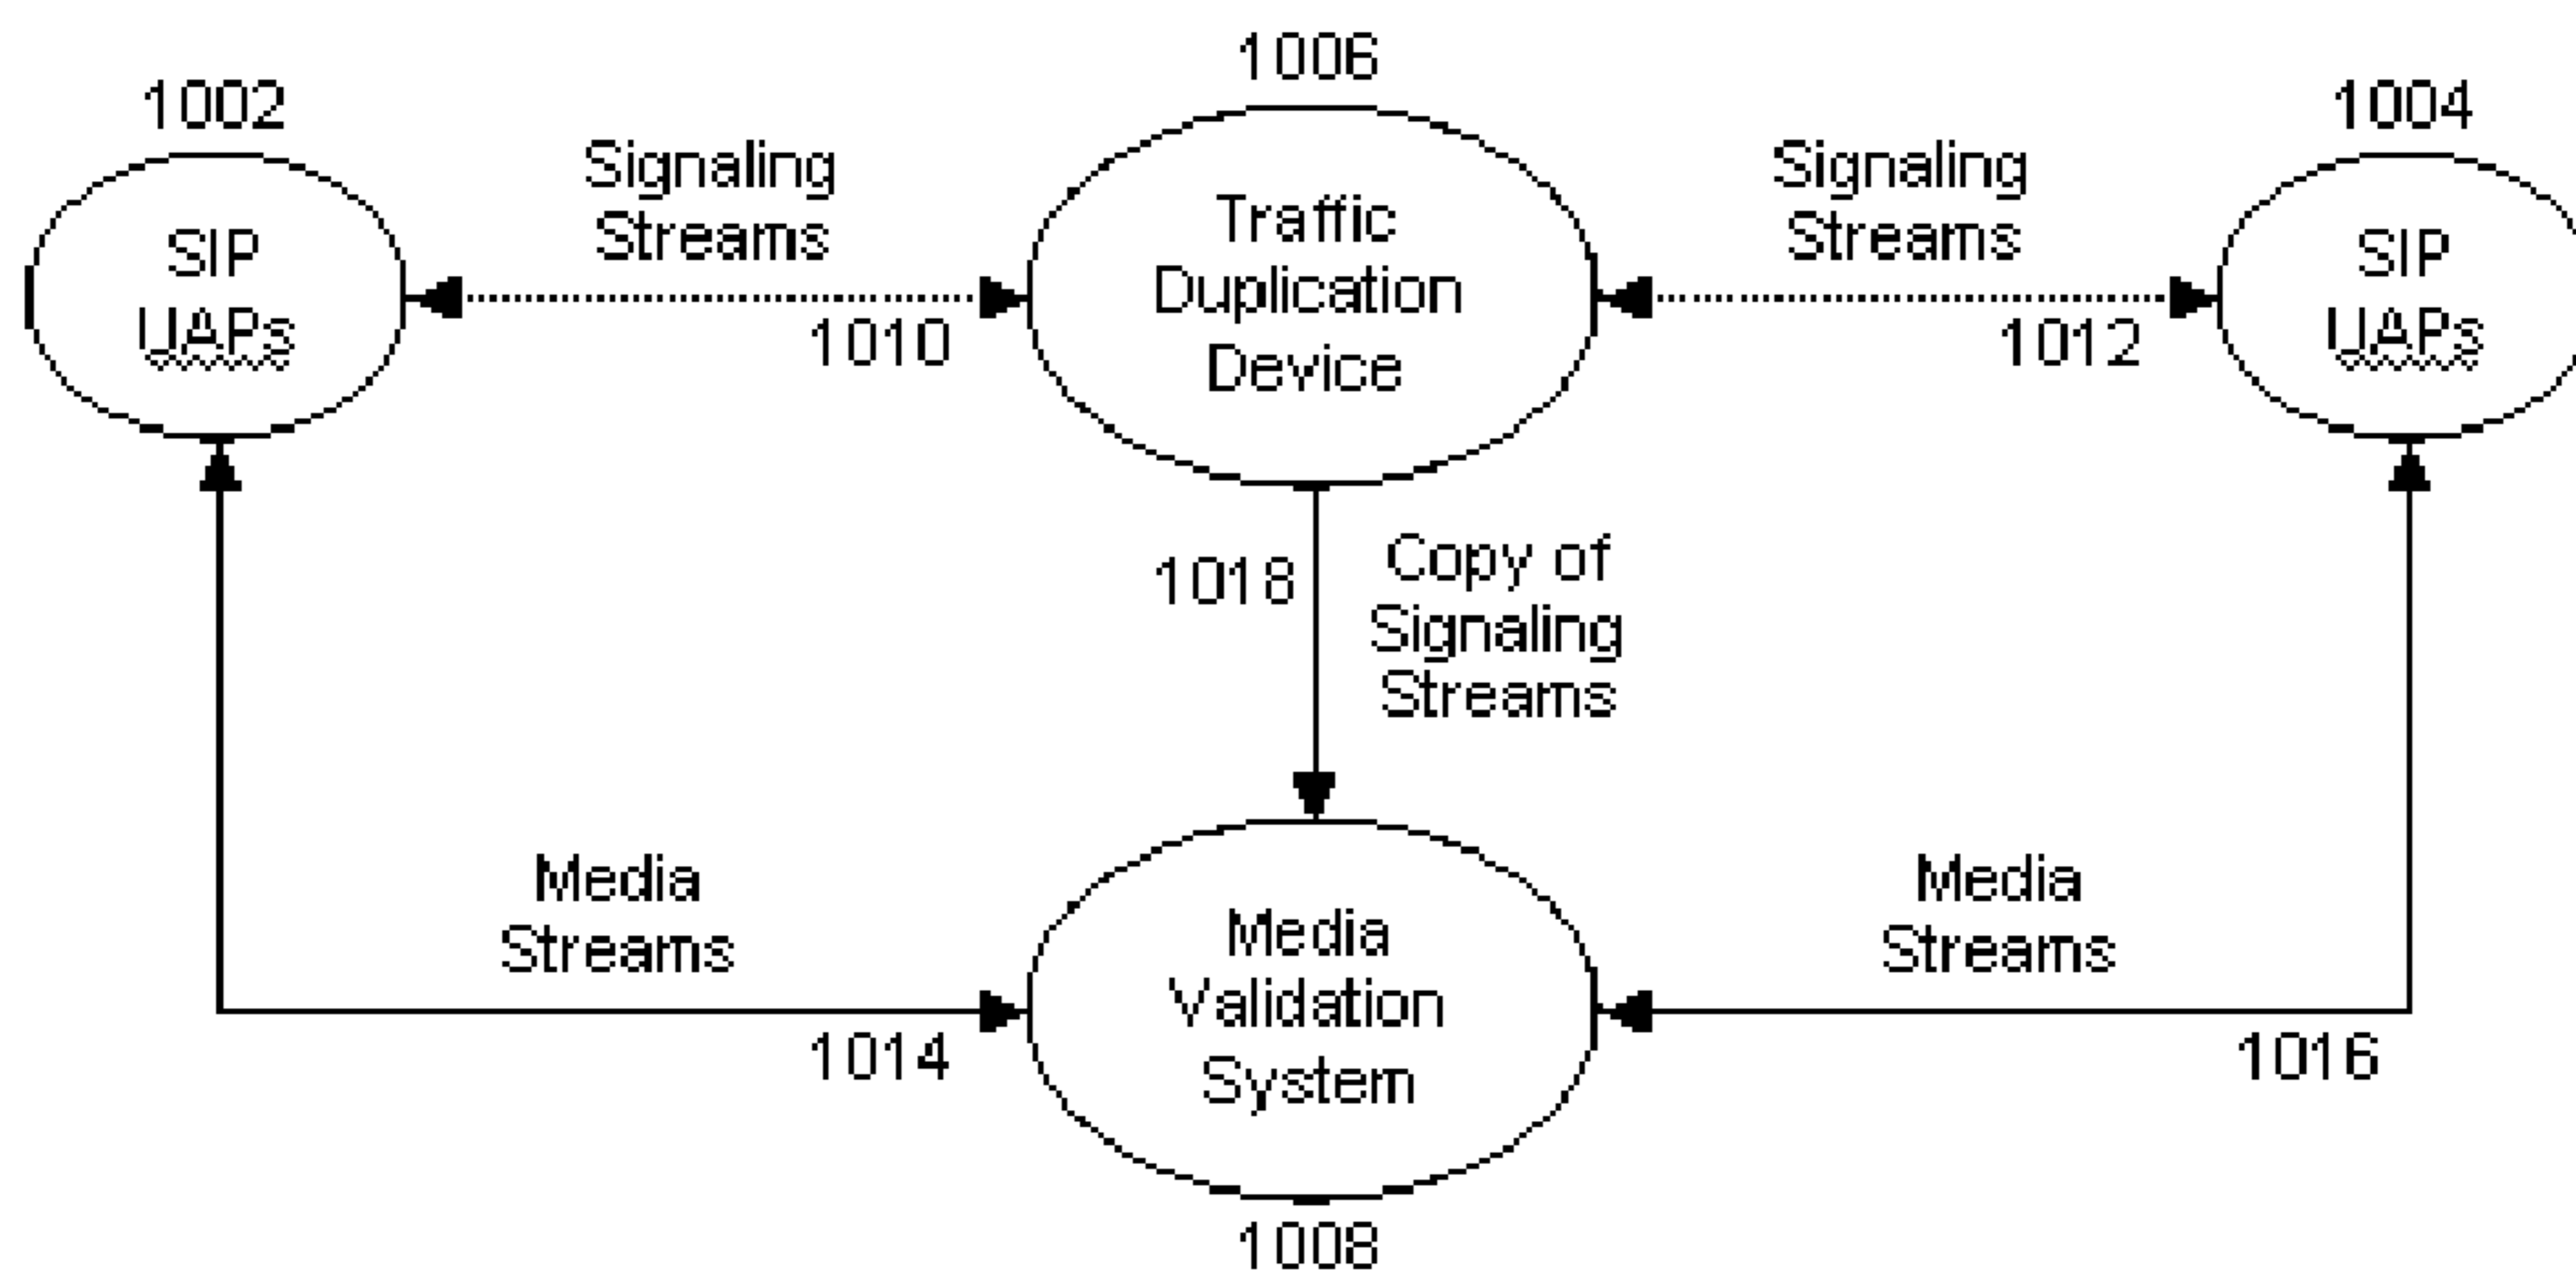 1006
1002
1004
Signaling
Streams
Signaling
Streams
SIP
UAPs
Traffic
Duplication
Device
SIP
UAPs
1010
1012
1018
Copy of
Signaling
Streams
Media
Streams
Media
Streams
Media
Validation
System
1014
1016
1008